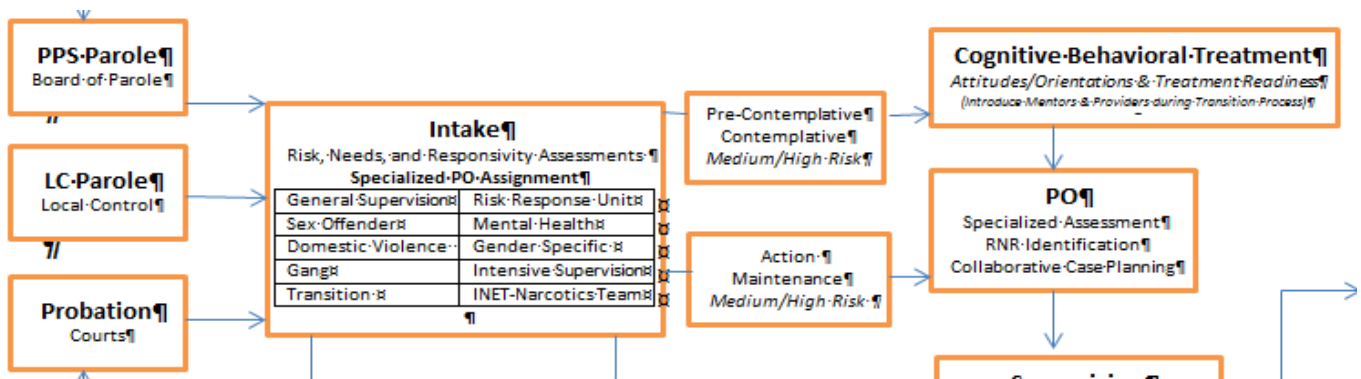 PPS·Parole¶
Board·of·Parole¶
¶
LC·Parole¶
Local·Control¶
¶
Probation¶
Courts¶
Intake¶
Risk,·Needs,·and·Responsivity·Assessments·¶
Specialized·PO·Assignment¶
General·Supervision¤ Risk·Response·Unit¤ ¤
Sex·Offender¤ Mental·Health¤ ¤
Domestic·Violence·· Gender·Specific·¤ ¤
Gang¤ Intensive·Supervision¤ ¤
Transition·¤ INET-Narcotics·Team¤ ¤
¶
Pre-Contemplative¶
Contemplative¶
Medium/High·Risk¶
Action·¶
Maintenance¶
Medium/High·Risk·¶
Cognitive·Behavioral·Treatment¶
Attitudes/Orientations·&·Treatment·Readiness¶
(Introduce·Mentors·&·Providers·during·Transition·Process)¶
PO¶
Specialized·Assessment¶
RNR·Identification¶
Collaborative·Case·Planning¶